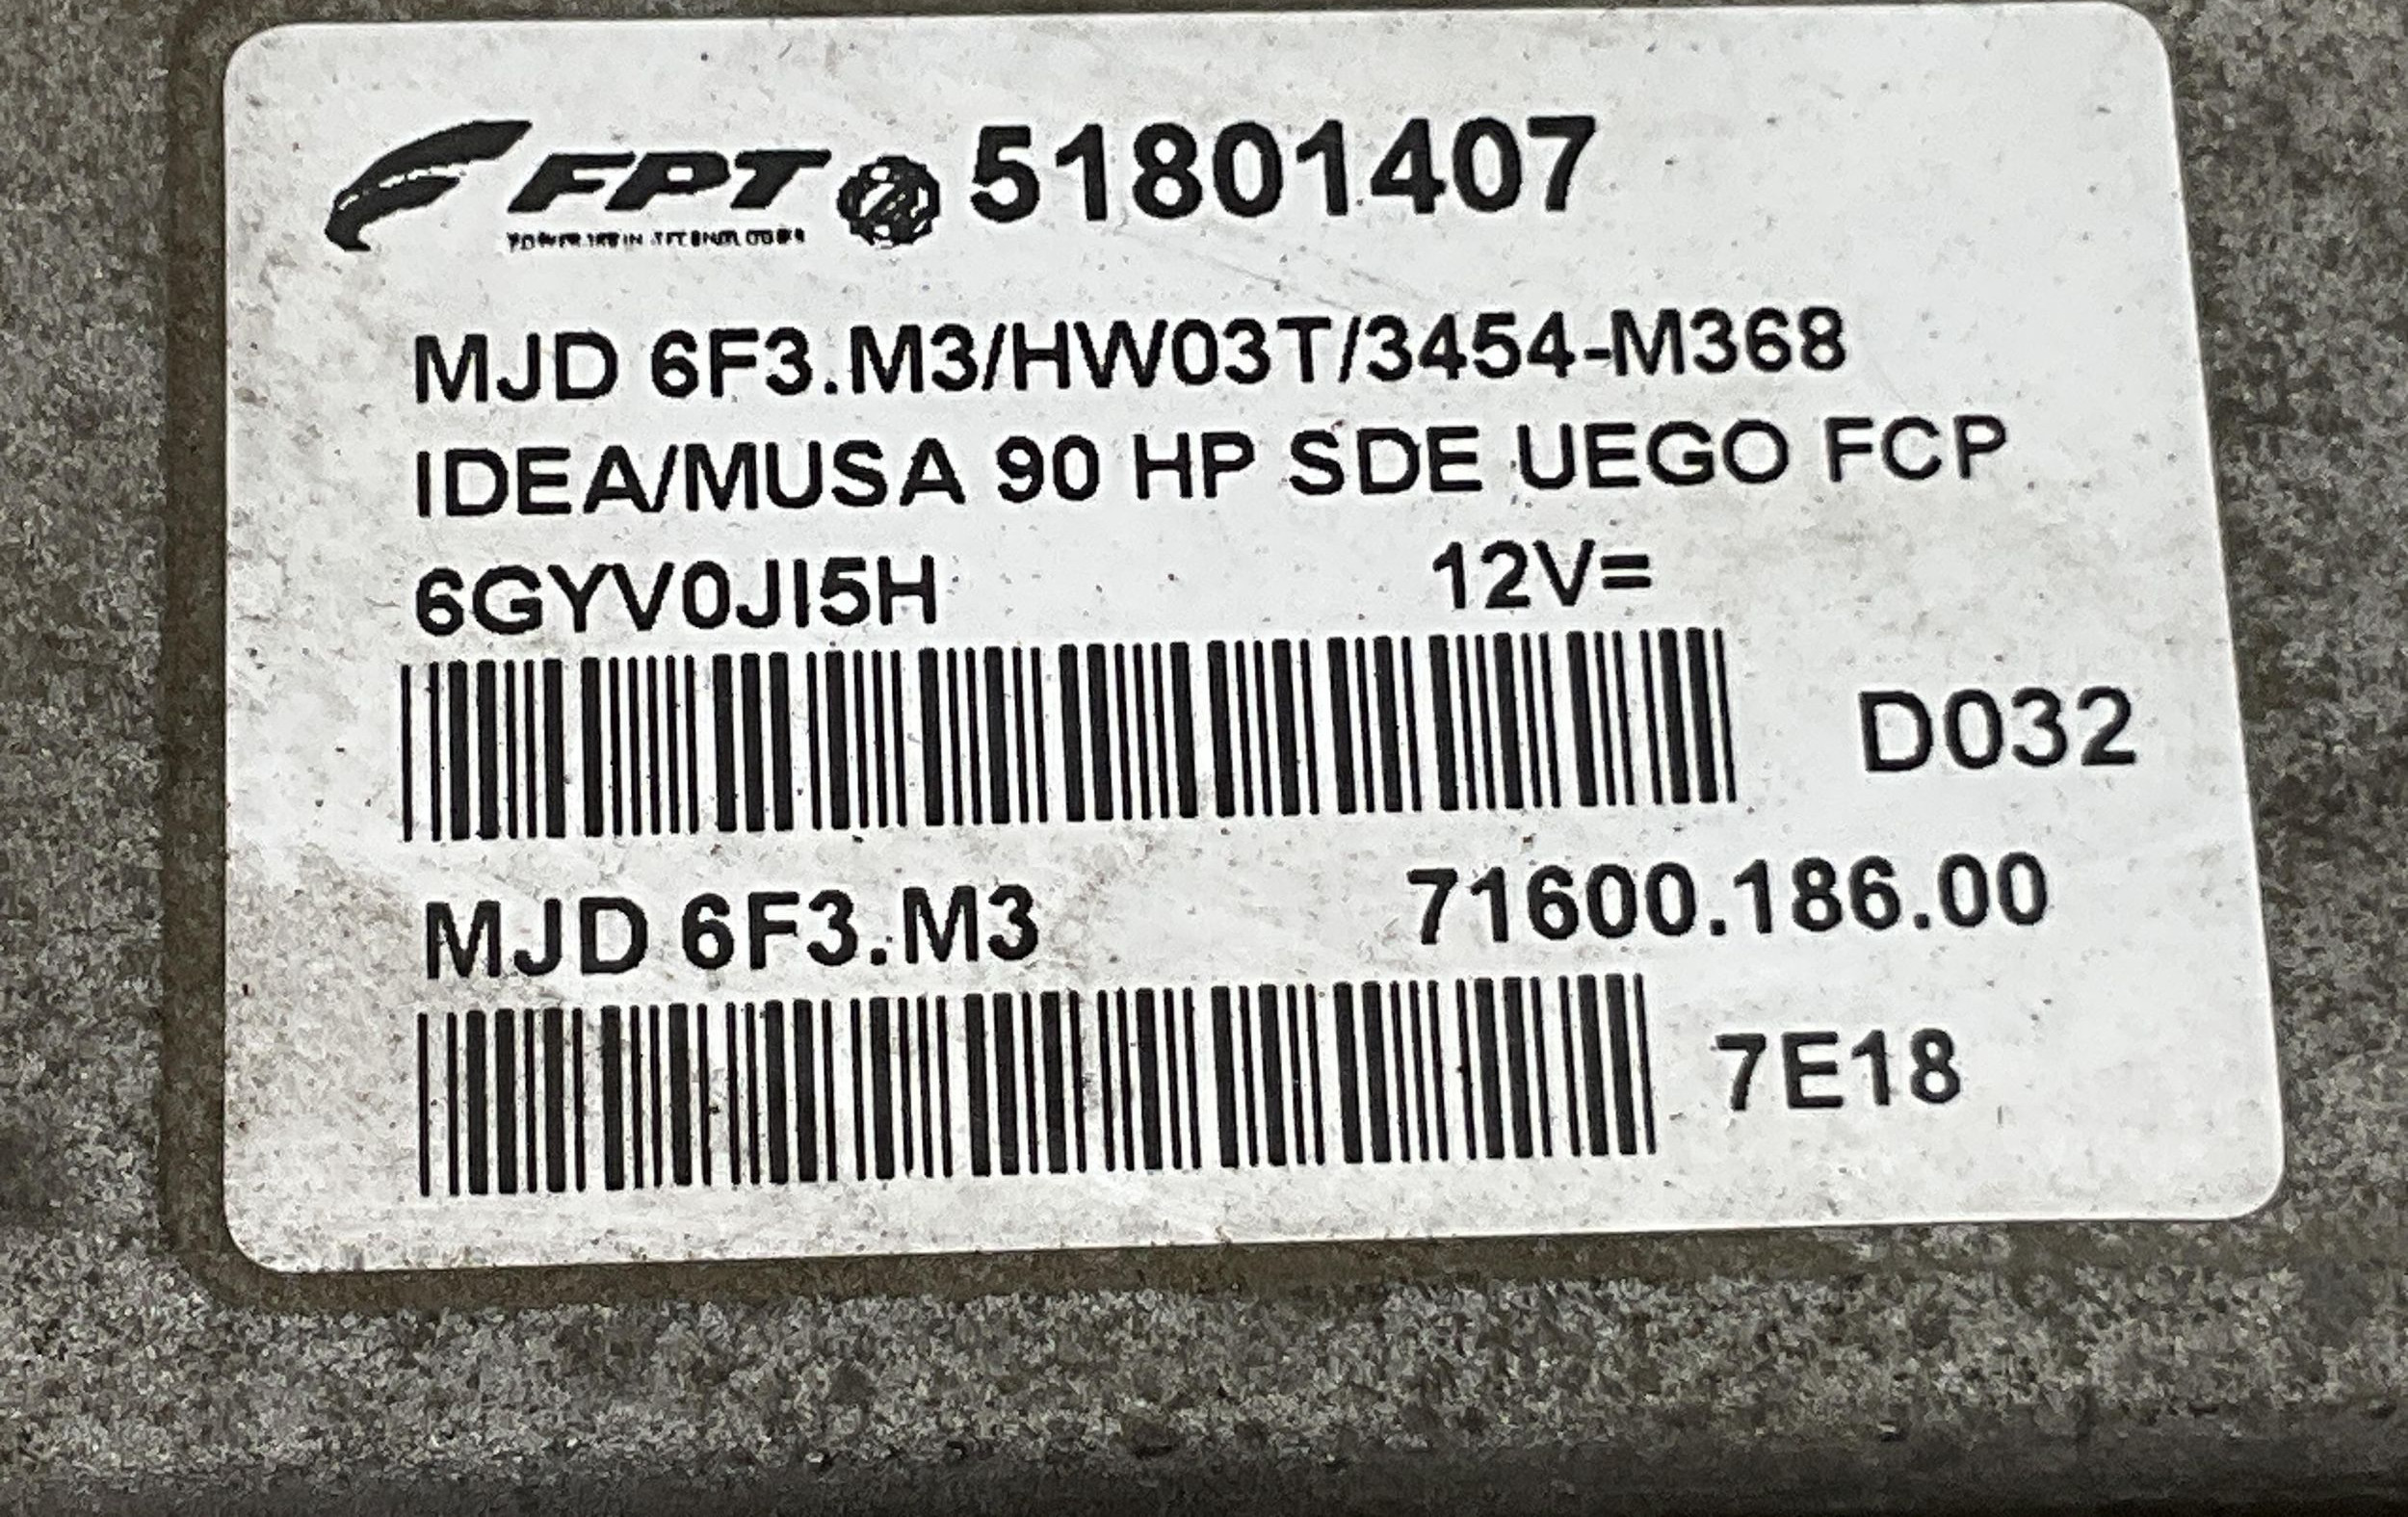 FPT 51801407
MJD 6F3.M3/HW03T/3454-M368
IDEA/MUSA 90 HP SDE UEGO FCP
6GYV0JI5H 12V=
D032
MJD 6F3.M3 71600.186.00
7E18